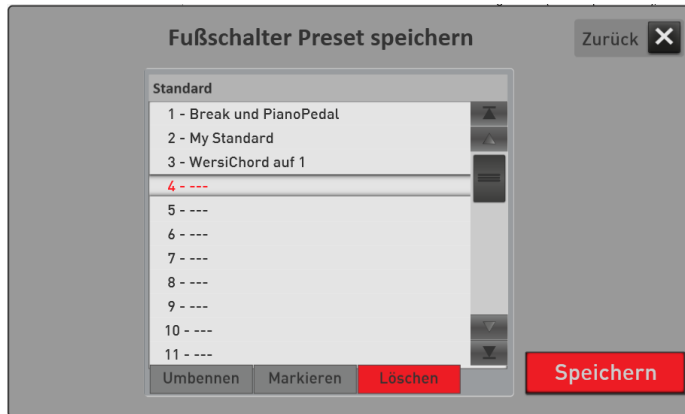 Fußschalter Preset speichern
Zurück
Standard
1 - Break und PianoPedal
2 - My Standard
3 - WersiChord auf 1
4 - ---
5 - ---
6 - ---
7 - ---
8 - ---
9 - ---
10 - ---
11 - ---
Umbennen Markieren Löschen
Speichern